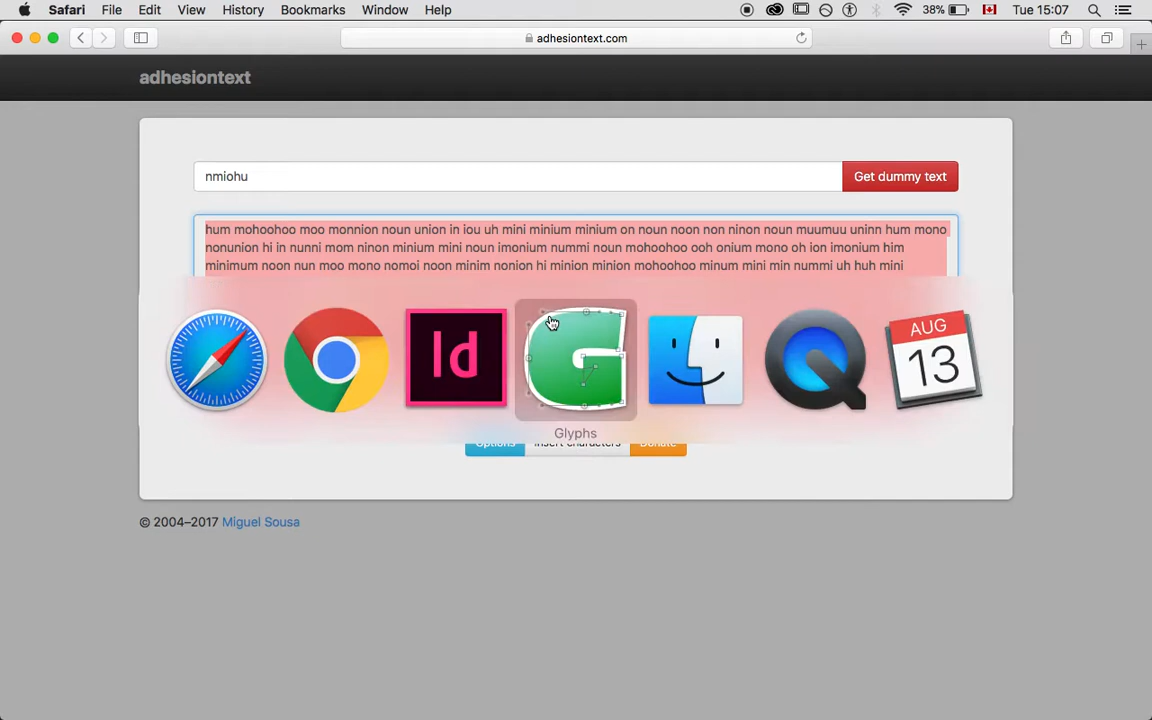 Safari File Edit View History Bookmarks Window Help 38% Tue 15:07
adhesiontext.com
adhesiontext
nmiohu Get dummy text
hum mohoohoo moo monnion noun union in iou uh mini minium minium on noun noon non ninon noun muumuu uninn hum mono
nonunion hi in nunni mom ninon minium mini noun imonium nummi noun mohoohoo ooh onium mono oh ion imonium him
minimum noon nun moo mono nomoi noon minim nonion hi minion minion mohoohoo minum mini min nummi uh huh mini
Id AUG
13
Glyphs
Options Insert characters Donate
© 2004–2017 Miguel Sousa